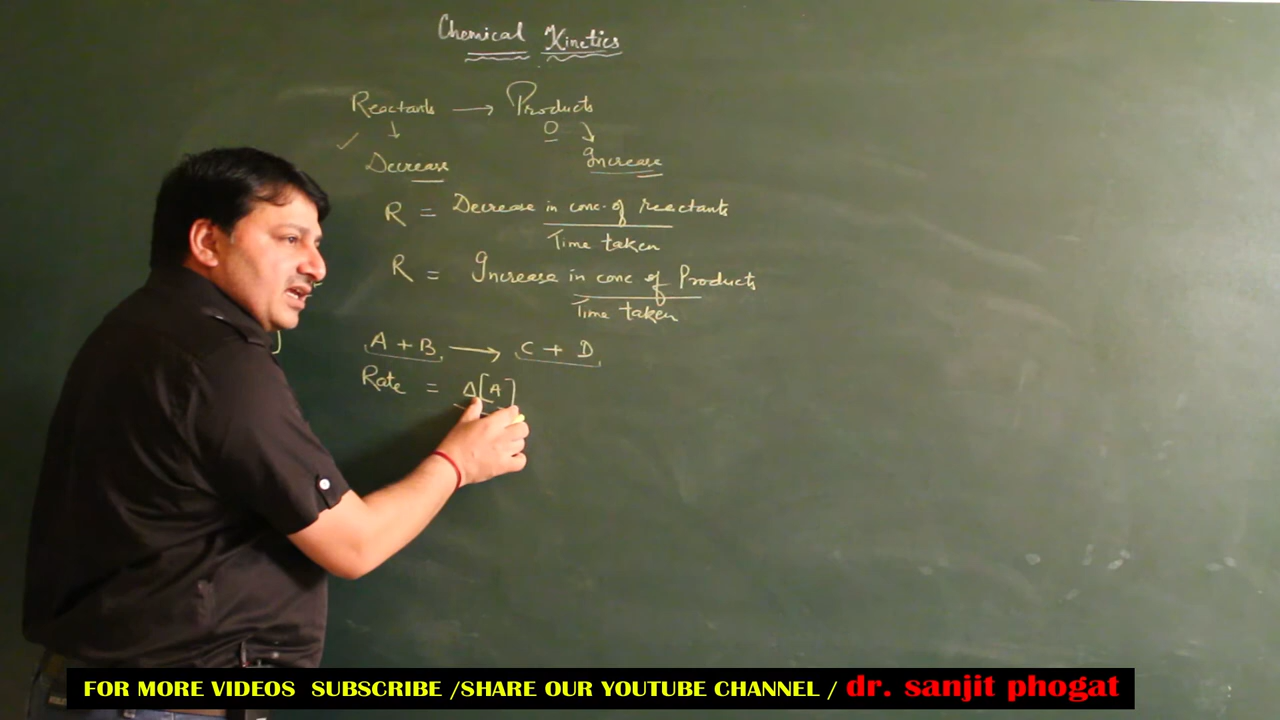 Chemical Kinetics
Reactants → Products
↓ 0 ↘
✓ Decrease Increase
R = Decrease in conc. of reactants
Time taken
R = Increase in conc of Products
Time taken
A + B → C + D
Rate = Δ[A]
FOR MORE VIDEOS SUBSCRIBE /SHARE OUR YOUTUBE CHANNEL / dr. sanjit phogat